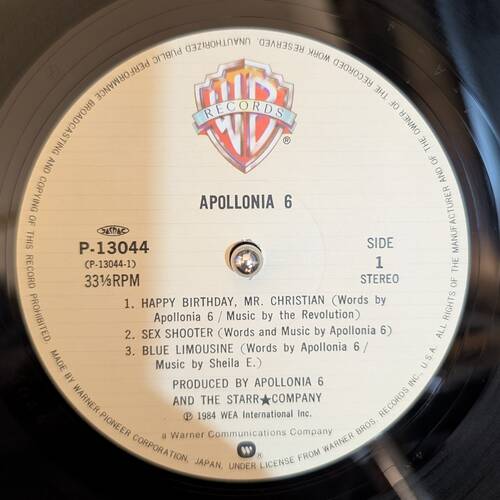 UNAUTHORIZED PUBLIC PERFORMANCE BROADCASTING AND COPYING OF THIS RECORD PROHIBITED.
ALL RIGHTS OF THE MANUFACTURER AND OF THE OWNER OF THE RECORDED WORK RESERVED.
WB
RECORDS
®
APOLLONIA 6
P-13044
(P-13044-1)
33⅓RPM
SIDE
1
STEREO
1. HAPPY BIRTHDAY, MR. CHRISTIAN (Words by
Apollonia 6 / Music by the Revolution)
2. SEX SHOOTER (Words and Music by Apollonia 6)
3. BLUE LIMOUSINE (Words by Apollonia 6 /
Music by Sheila E.)
PRODUCED BY APOLLONIA 6
AND THE STARR★COMPANY
Ⓟ 1984 WEA International Inc.
a Warner Communications Company
MADE BY WARNER-PIONEER CORPORATION, JAPAN, UNDER LICENSE FROM WARNER BROS. RECORDS INC., U.S.A.